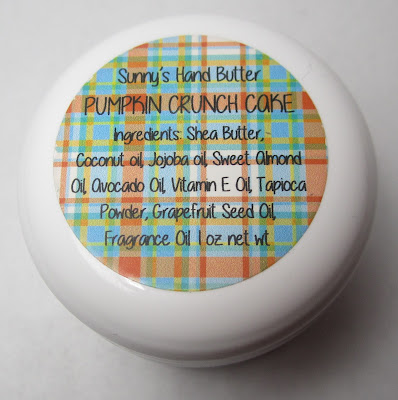 Sunny's Hand Butter
PUMPKIN CRUNCH CAKE
Ingredients: Shea Butter,
Coconut oil, Jojoba oil, Sweet Almond
Oil, Avocado Oil, Vitamin E Oil, Tapioca
Powder, Grapefruit Seed Oil,
Fragrance Oil 1 oz net wt.